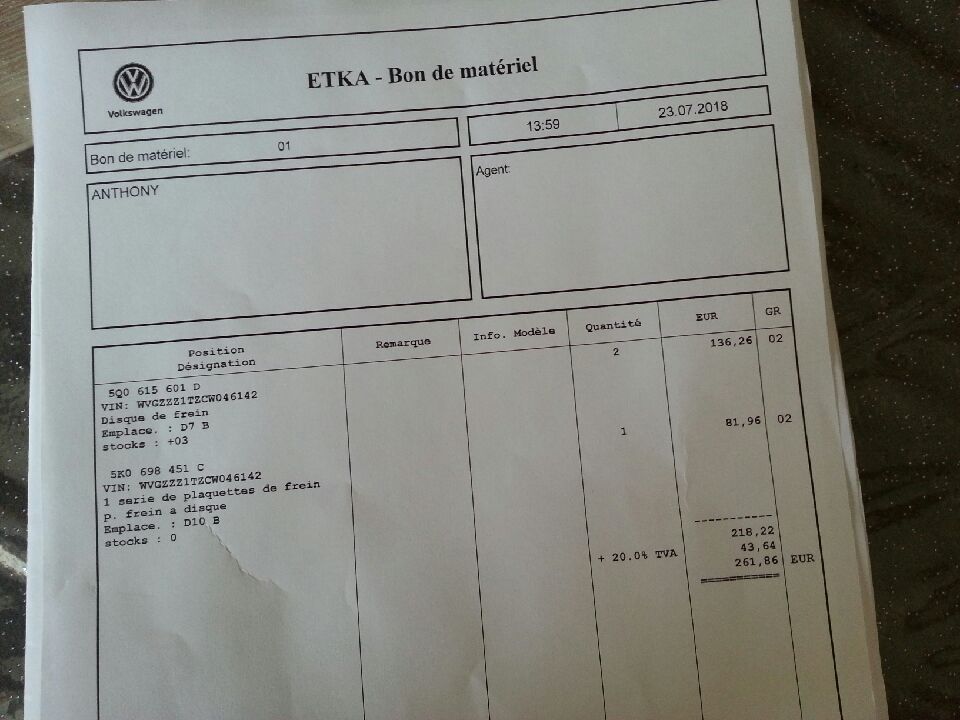 ETKA - Bon de matériel
Volkswagen
Bon de matériel: 01
13:59 23.07.2018
ANTHONY
Agent:
Position
Désignation
Remarque
Info. Modèle
Quantité
EUR
GR
5Q0 615 601 D 2 136,26 02
VIN: WVGZZZ1TZCW046142
Disque de frein
Emplace. : D7 B
stocks : +03
5K0 698 451 C 1 81,96 02
VIN: WVGZZZ1TZCW046142
1 serie de plaquettes de frein
p. frein a disque
Emplace. : D10 B
stocks : 0
218,22
+ 20.0% TVA 43,64
261,86 EUR